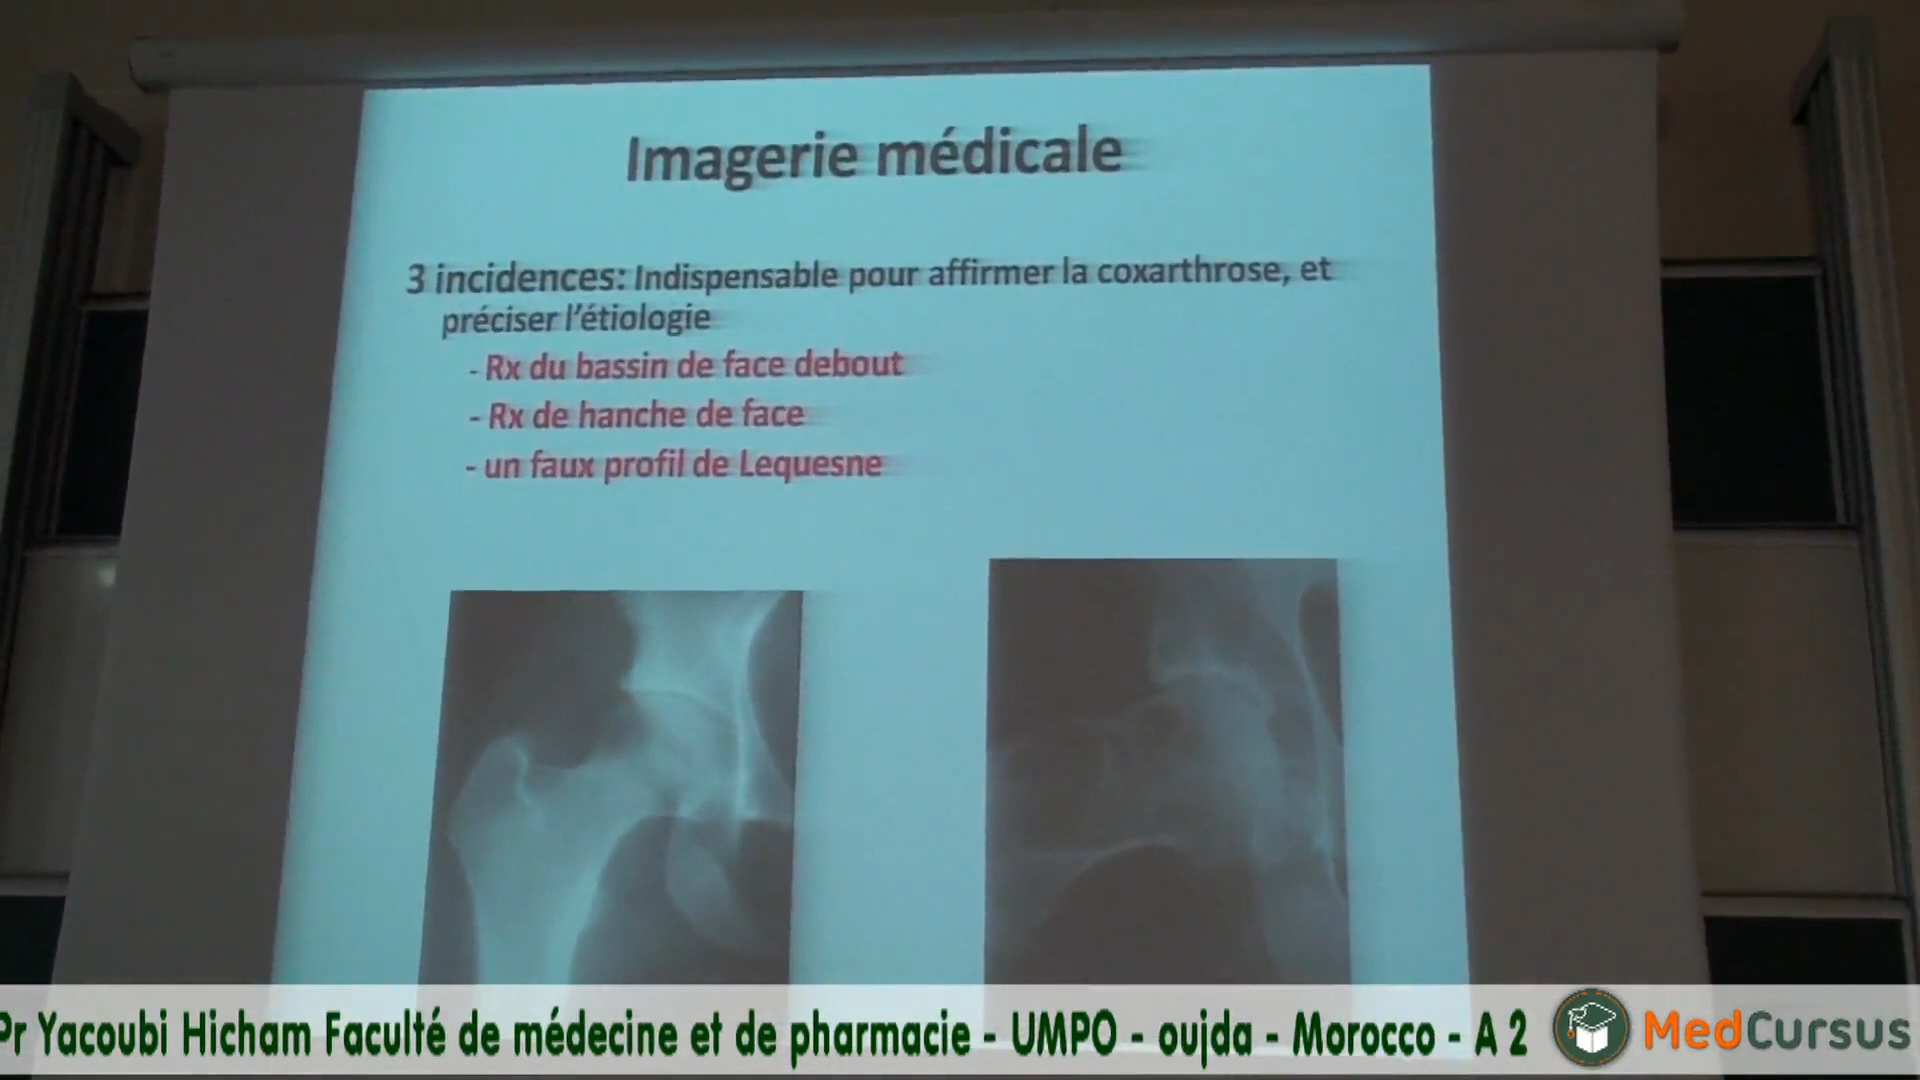 Imagerie médicale
3 incidences: Indispensable pour affirmer la coxarthrose, et
préciser l'étiologie
- Rx du bassin de face debout
- Rx de hanche de face
- un faux profil de Lequesne
Pr Yacoubi Hicham Faculté de médecine et de pharmacie - UMPO - oujda - Morocco - A 2
MedCursus